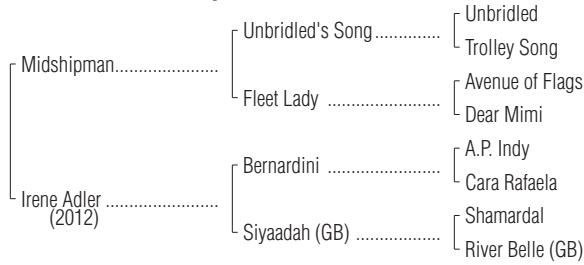 Unbridled
Unbridled's Song..............
Trolley Song
Midshipman......................
Avenue of Flags
Fleet Lady ........................
Dear Mimi
A.P. Indy
Bernardini ........................
Cara Rafaela
Irene Adler ........................
(2012)
Shamardal
Siyaadah (GB) ..................
River Belle (GB)